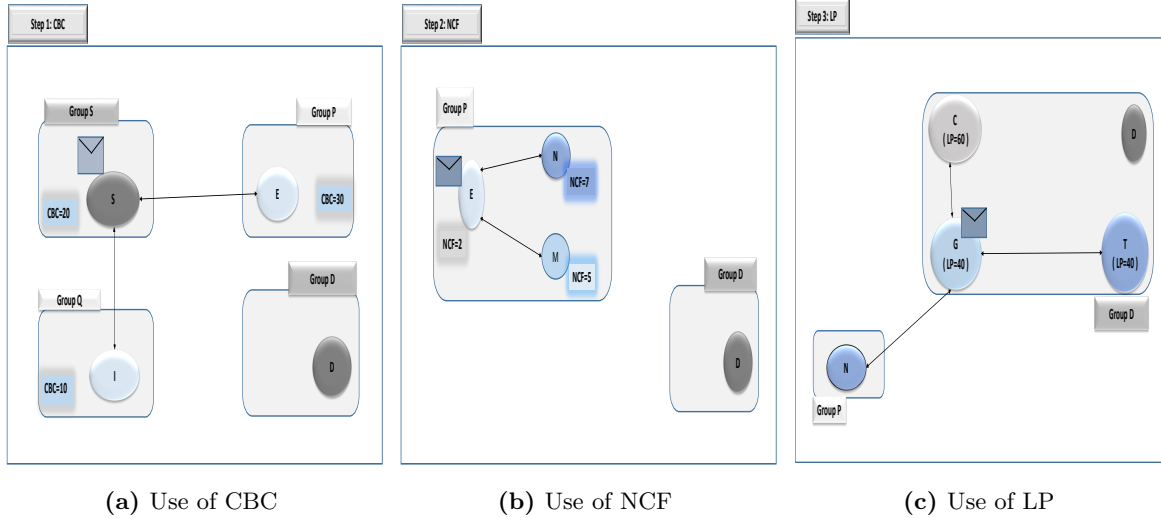 Step 1: CBC
Group S
Group P
S
E
CBC=20
CBC=30
Group Q
Group D
I
D
CBC=10
(a) Use of CBC
Step 2: NCF
Group P
N
E
NCF=7
NCF=2
M
NCF=5
Group D
D
(b) Use of NCF
Step 3: LP
C
( LP=60)
D
G
( LP=40)
T
( LP=40)
Group D
N
Group P
(c) Use of LP